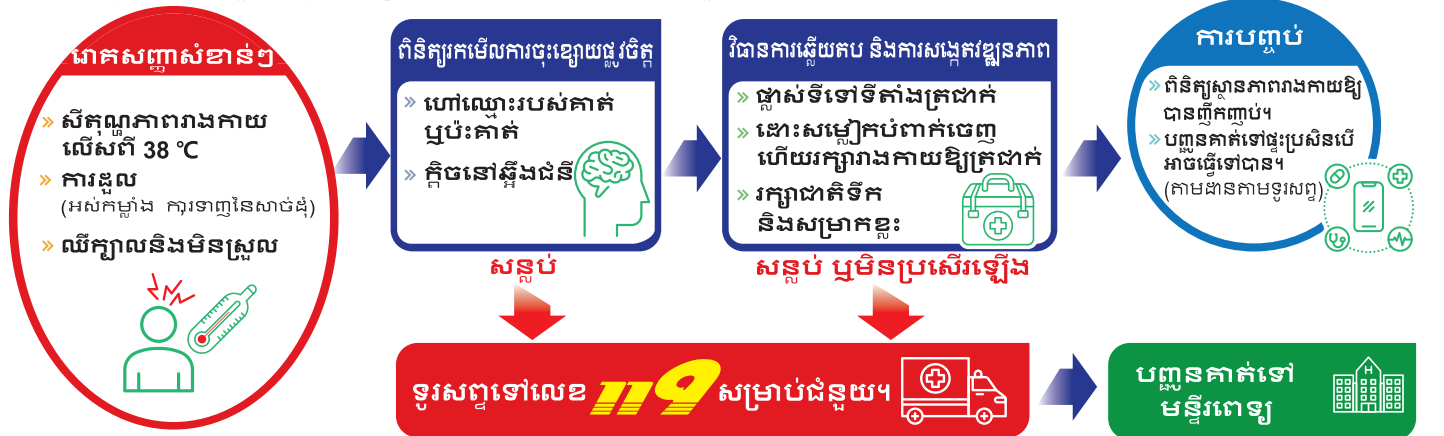 រោគសញ្ញាសំខាន់ៗ
» សីតុណ្ហភាពរាងកាយ
លើសពី 38 ℃
» ការដួល
(អស់កម្លាំង ការទាញនៃសាច់ដុំ)
» ឈឺក្បាលនិងមិនស្រួល
ពិនិត្យរកមើលការចុះខ្សោយផ្លូវចិត្ត
» ហៅឈ្មោះរបស់គាត់
ឬប៉ះគាត់
» ក្តិចនៅឆ្អឹងជំនី
សន្លប់
វិធានការឆ្លើយតប និងការសង្កេតវឌ្ឍនភាព
» ផ្លាស់ទីទៅទីតាំងត្រជាក់
» ដោះសម្លៀកបំពាក់ចេញ
ហើយរក្សារាងកាយឱ្យត្រជាក់
» រក្សាជាតិទឹក
និងសម្រាកខ្លះ
សន្លប់ ឬមិនប្រសើរឡើង
ការបញ្ចប់
» ពិនិត្យស្ថានភាពរាងកាយឱ្យ
បានញឹកញាប់។
» បញ្ជូនគាត់ទៅផ្ទះប្រសិនបើ
អាចធ្វើទៅបាន។
(តាមដានតាមទូរសព្ទ)
ទូរសព្ទទៅលេខ 119 សម្រាប់ជំនួយ។
បញ្ជូនគាត់ទៅ
មន្ទីរពេទ្យ
H